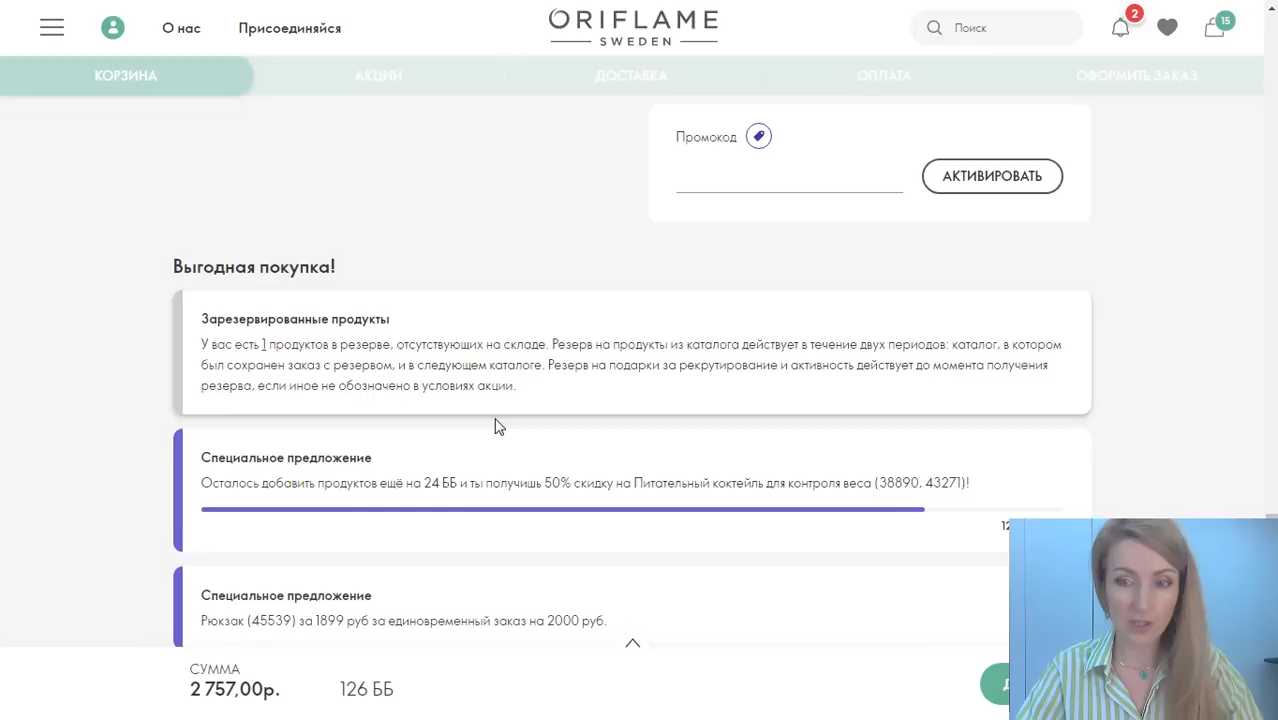 О нас
Присоединяйся
ORIFLAME
SWEDEN
Поиск
2
15
КОРЗИНА
АКЦИИ
ДОСТАВКА
ОПЛАТА
ОФОРМИТЬ ЗАКАЗ
Промокод
АКТИВИРОВАТЬ
Выгодная покупка!
Зарезервированные продукты
У вас есть 1 продуктов в резерве, отсутствующих на складе. Резерв на продукты из каталога действует в течение двух периодов: каталог, в котором
был сохранен заказ с резервом, и в следующем каталоге. Резерв на подарки за рекрутирование и активность действует до момента получения
резерва, если иное не обозначено в условиях акции.
Специальное предложение
Осталось добавить продуктов ещё на 24 ББ и ты получишь 50% скидку на Питательный коктейль для контроля веса (38890, 43271)!
Специальное предложение
Рюкзак (45539) за 1899 руб за единовременный заказ на 2000 руб.
СУММА
2 757,00р.
126 ББ